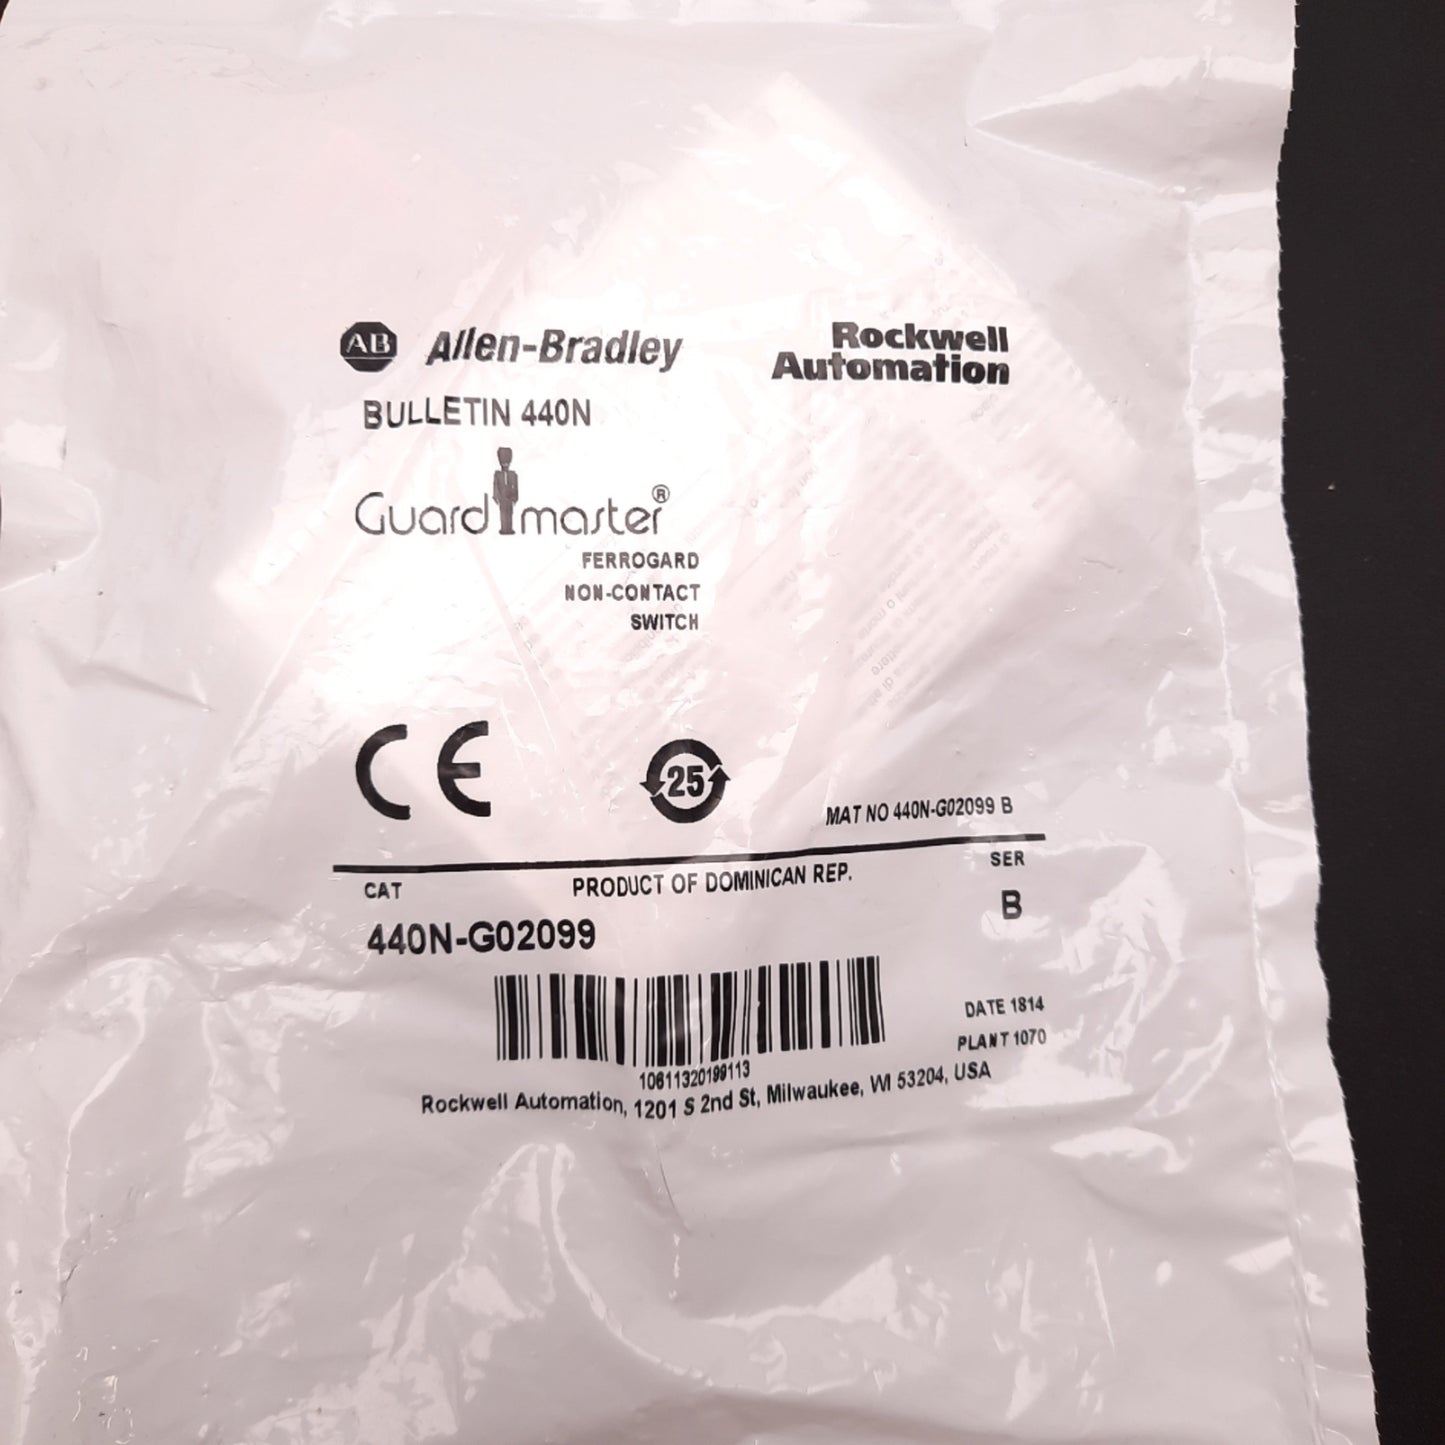 AB Allen-Bradley
Rockwell
Automation
BULLETIN 440N
Guardmaster®
FERROGARD
NON-CONTACT
SWITCH
CE
25
MAT NO 440N-G02099 B
CAT
PRODUCT OF DOMINICAN REP.
SER
440N-G02099
B
DATE 1814
PLANT 1070
10611320199113
Rockwell Automation, 1201 S 2nd St, Milwaukee, WI 53204, USA